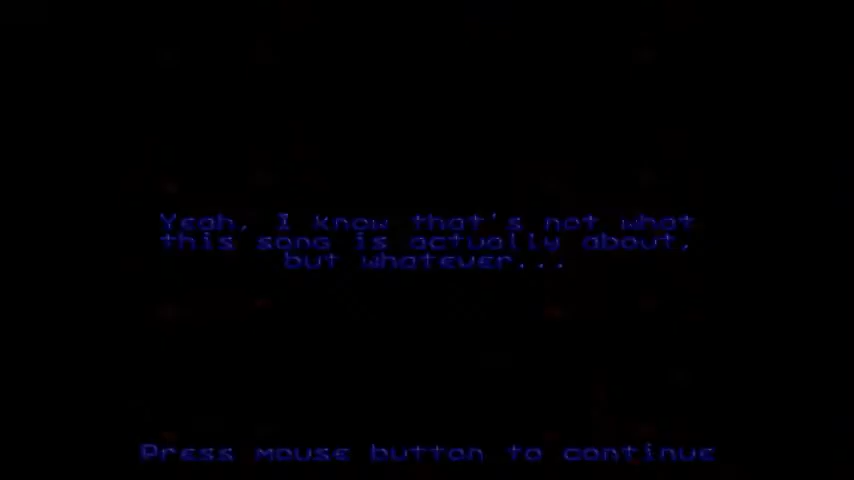 Yeah, I know that's not what
this song is actually about,
but whatever...
Press mouse button to continue